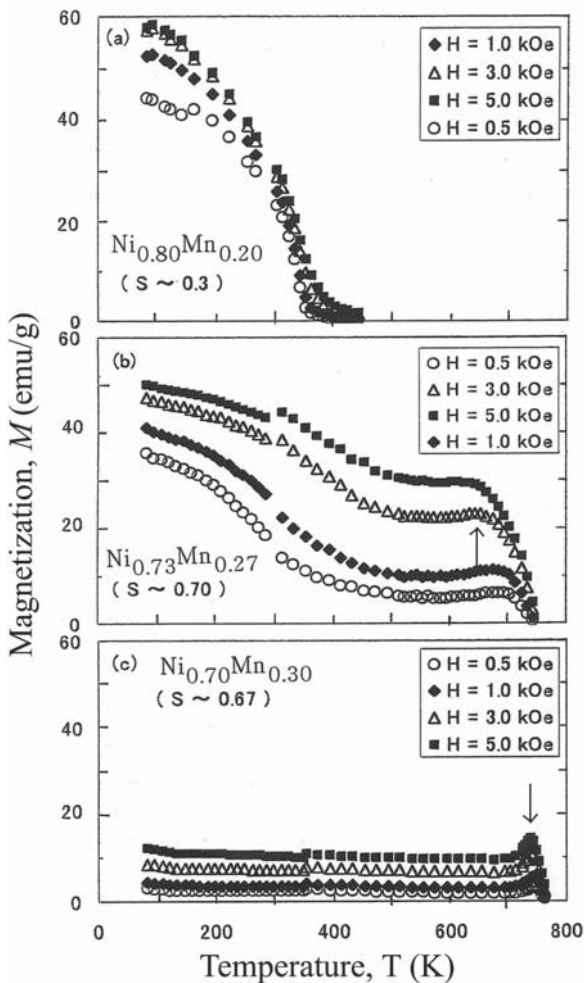 (a)
◆ H = 1.0 kOe
△ H = 3.0 kOe
■ H = 5.0 kOe
○ H = 0.5 kOe
60
40
20
0
Ni0.80Mn0.20
( S ~ 0.3 )
(b)
○ H = 0.5 kOe
△ H = 3.0 kOe
■ H = 5.0 kOe
◆ H = 1.0 kOe
60
40
20
0
Ni0.73Mn0.27
( S ~ 0.70 )
(c)
Ni0.70Mn0.30
( S ~ 0.67 )
○ H = 0.5 kOe
◆ H = 1.0 kOe
△ H = 3.0 kOe
■ H = 5.0 kOe
60
40
20
0
0 200 400 600 800
Magnetization, M (emu/g)
Temperature, T (K)